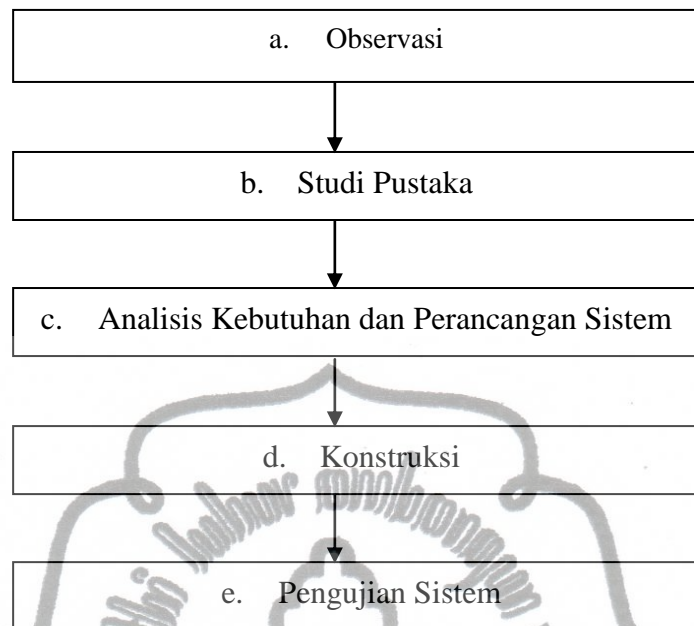 a. Observasi
b. Studi Pustaka
c. Analisis Kebutuhan dan Perancangan Sistem
d. Konstruksi
e. Pengujian Sistem